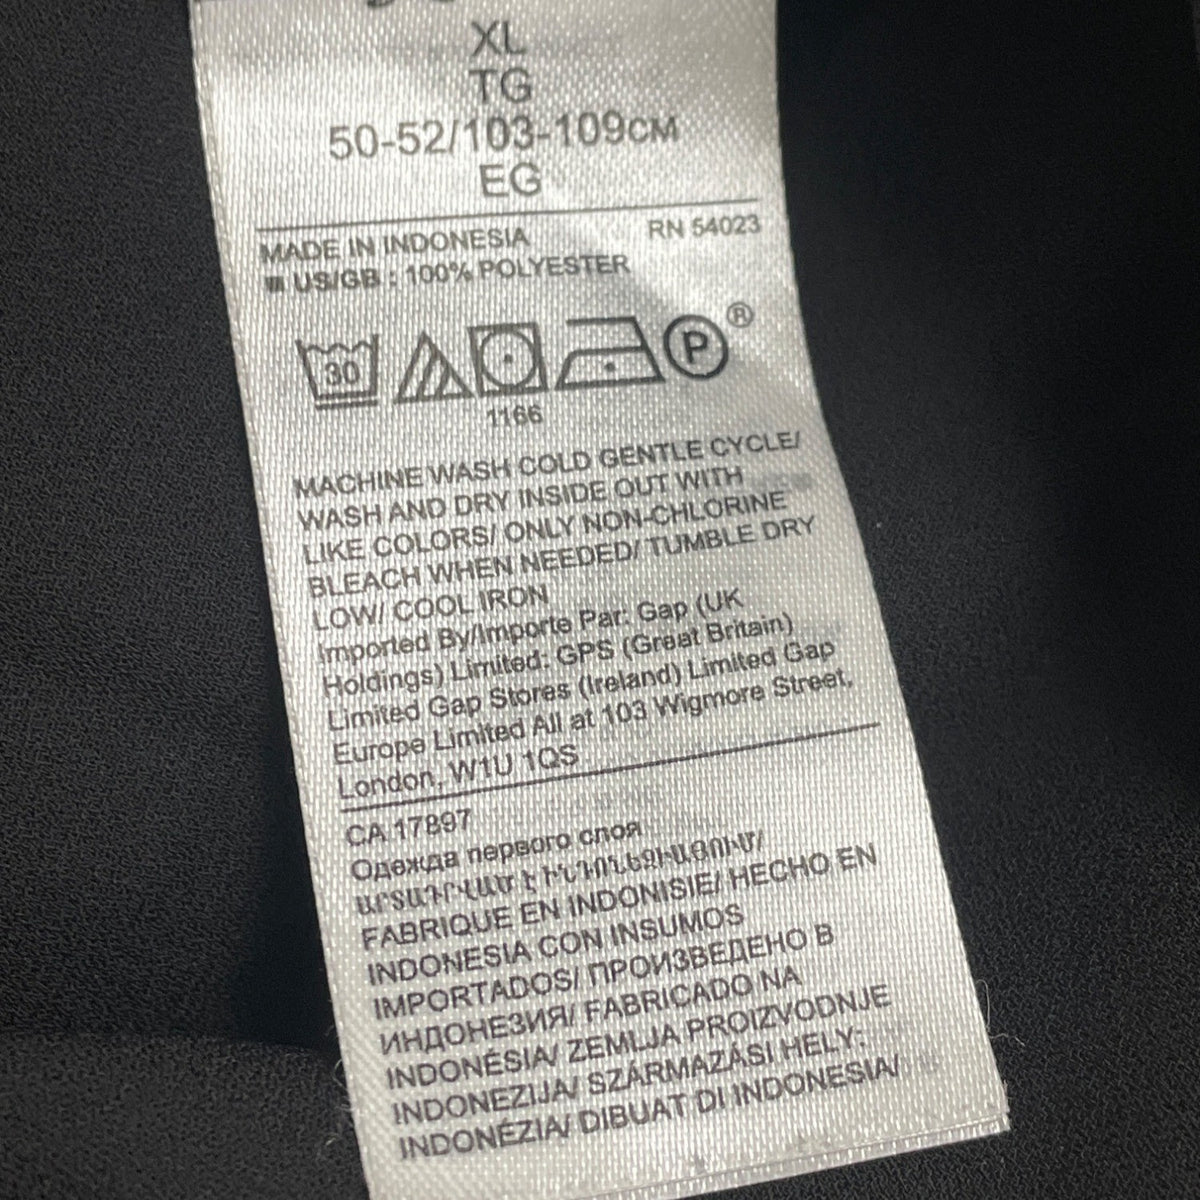 XL
TG
50-52/103-109CM
EG
MADE IN INDONESIA RN 54023
US/GB : 100% POLYESTER
30 P ®
1166
MACHINE WASH COLD GENTLE CYCLE/
WASH AND DRY INSIDE OUT WITH
LIKE COLORS/ ONLY NON-CHLORINE
BLEACH WHEN NEEDED/ TUMBLE DRY
LOW/ COOL IRON
Imported By/Importe Par: Gap (UK
Holdings) Limited: GPS (Great Britain)
Limited Gap Stores (Ireland) Limited Gap
Europe Limited All at 103 Wigmore Street,
London, W1U 1QS
CA 17897
Одежда первого слоя
ԱՐՏԱԴՐՎԱԾ Է ԻՆԴՈՆԵԶԻԱՅՈՒՄ/
FABRIQUE EN INDONISIE/ HECHO EN
INDONESIA CON INSUMOS
IMPORTADOS/ ПРОИЗВЕДЕНО В
ИНДОНЕЗИЯ/ FABRICADO NA
INDONÉSIA/ ZEMLJA PROIZVODNJE
INDONEZIJA/ SZÁRMAZÁSI HELY:
INDONÉZIA/ DIBUAT DI INDONESIA/